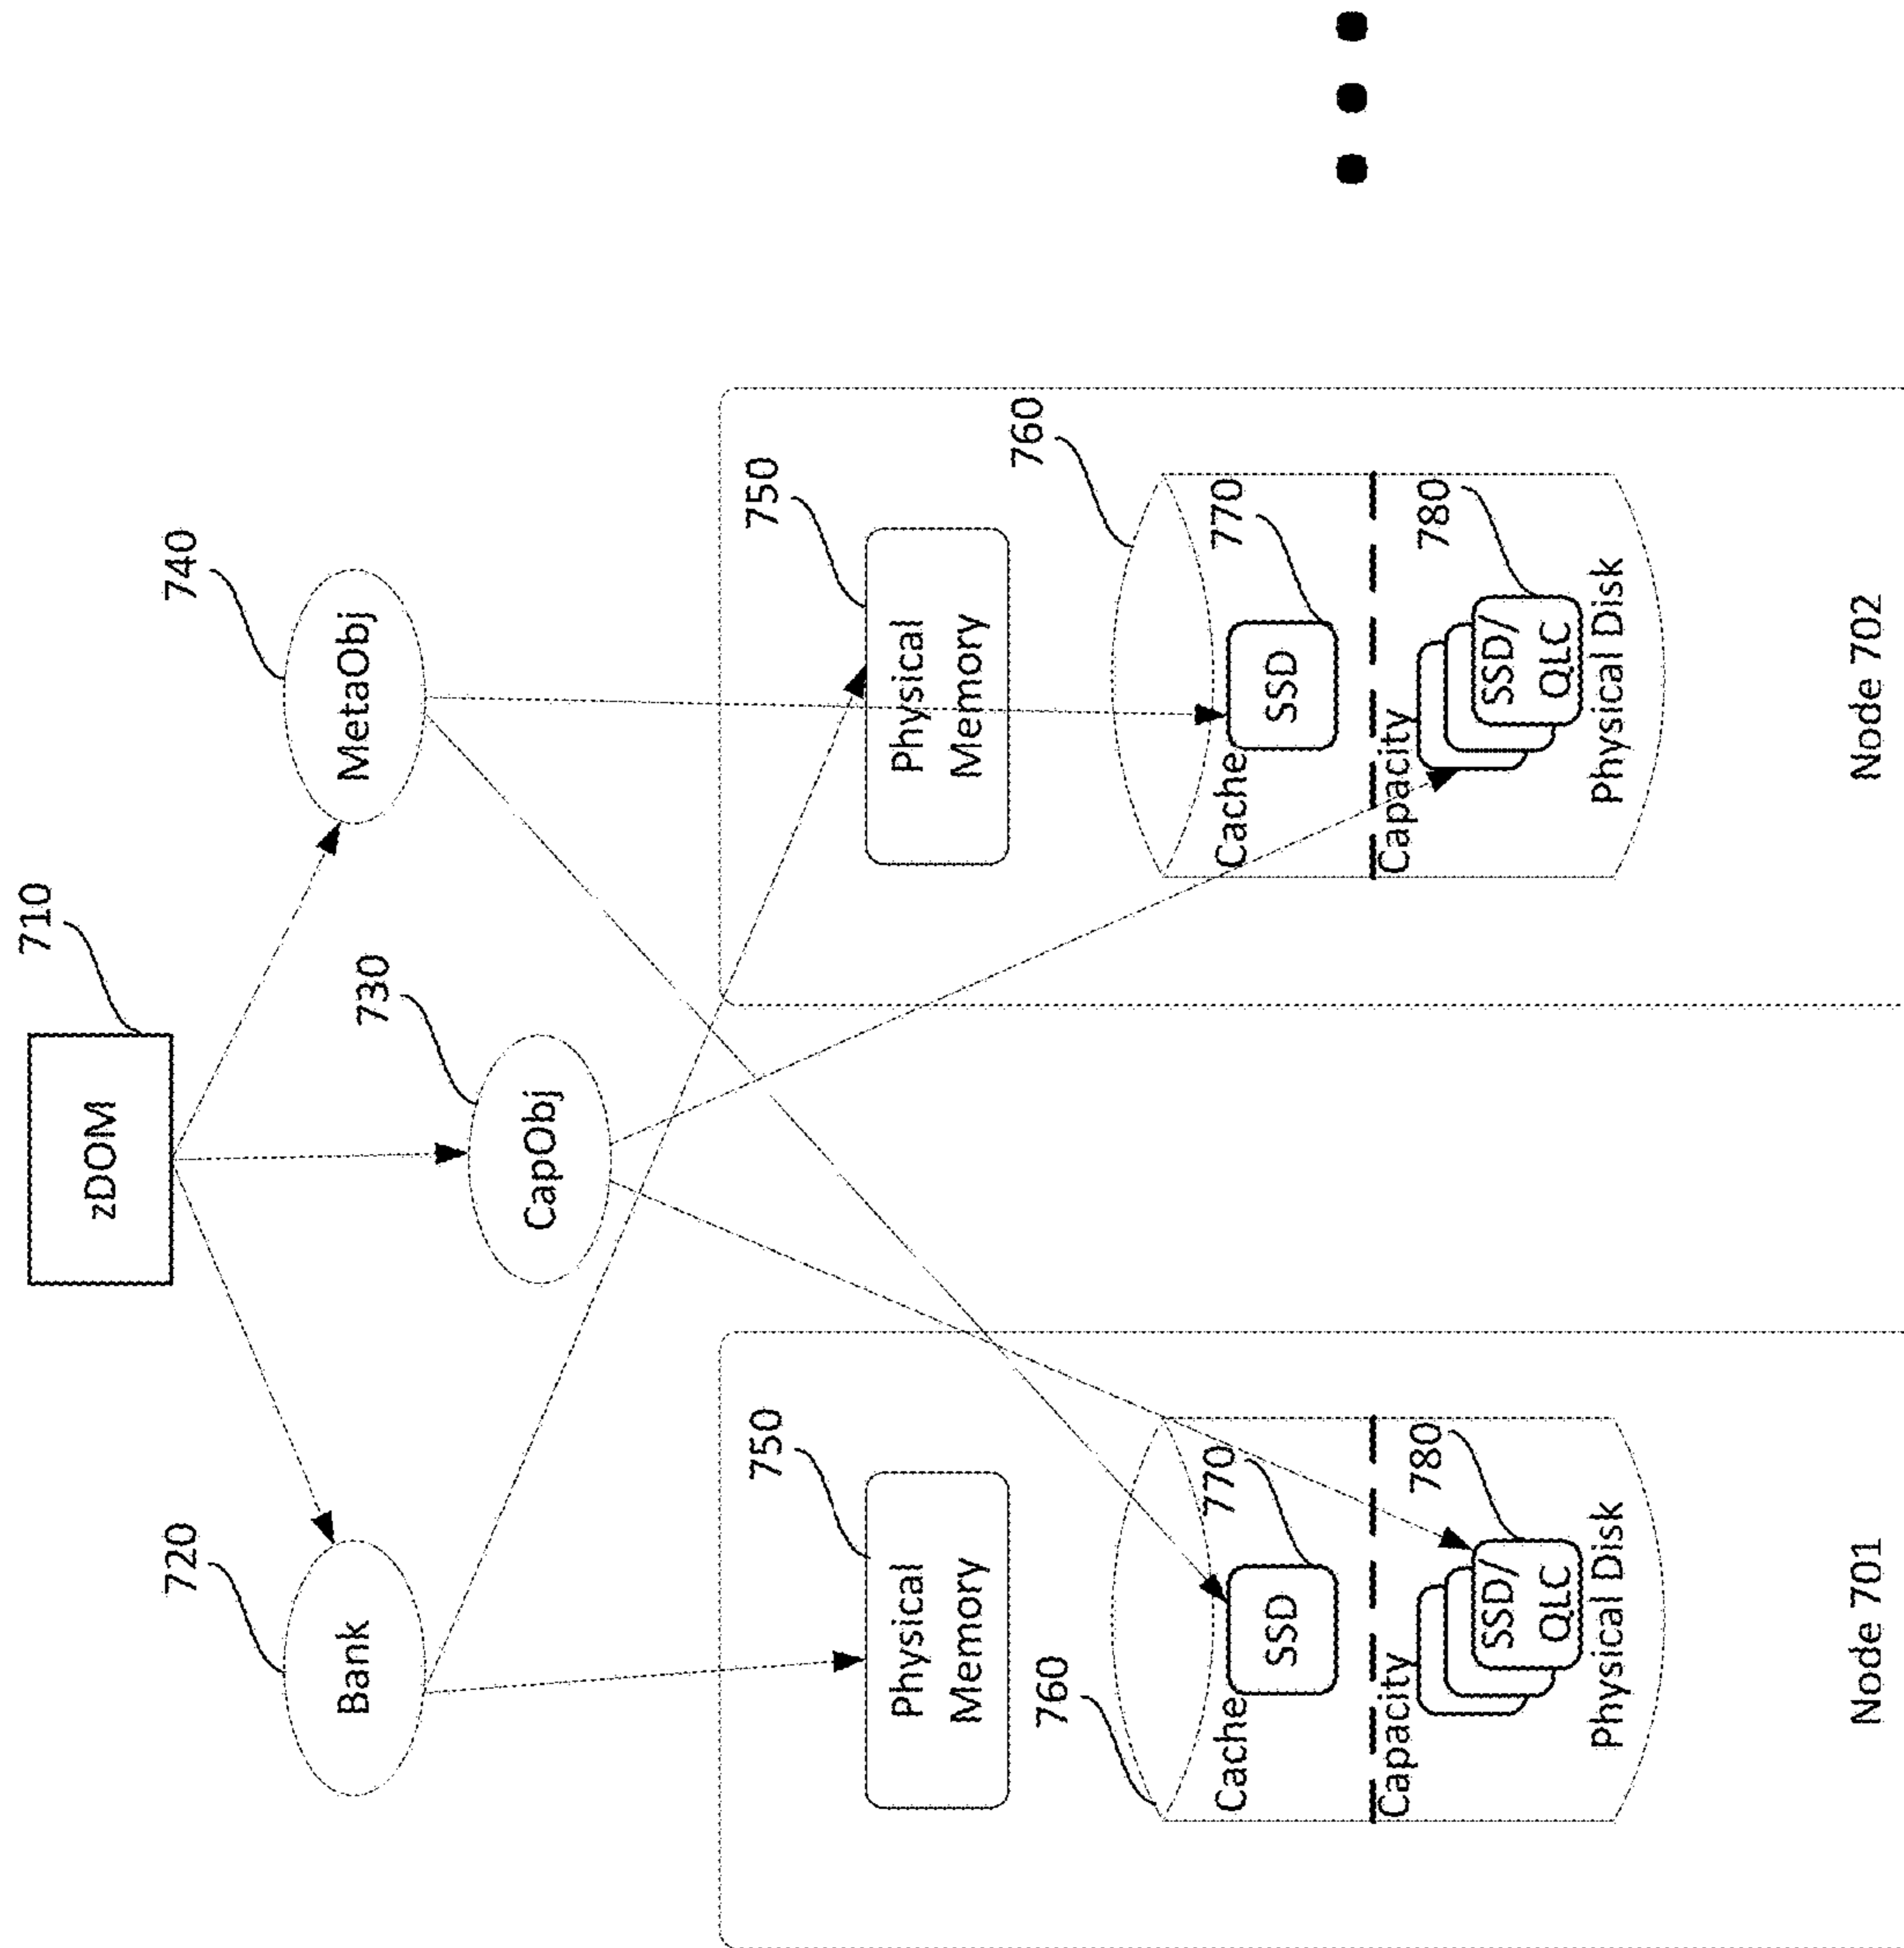 710
zDOM
720
740
Bank
MetaObj
730
CapObj
750
Physical
Memory
760
Cache
SSD
770
Capacity
780
SSD/
QLC
Physical Disk
Node 701
750
Physical
Memory
760
Cache
SSD
770
Capacity
780
SSD/
QLC
Physical Disk
Node 702